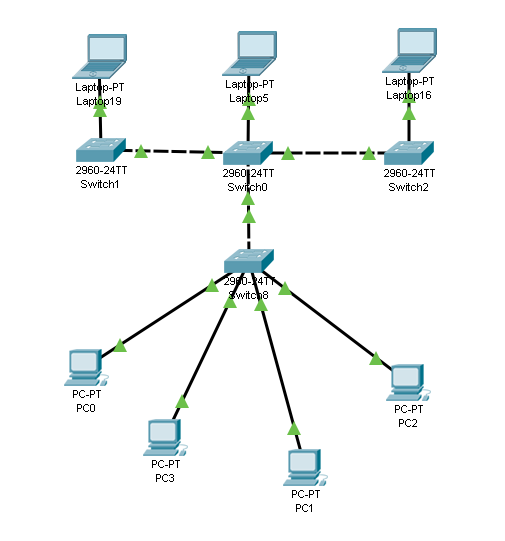 Laptop-PT
Laptop19
Laptop-PT
Laptop5
Laptop-PT
Laptop16
2960-24TT
Switch1
2960-24TT
Switch0
2960-24TT
Switch2
2960-24TT
Switch8
PC-PT
PC0
PC-PT
PC2
PC-PT
PC3
PC-PT
PC1